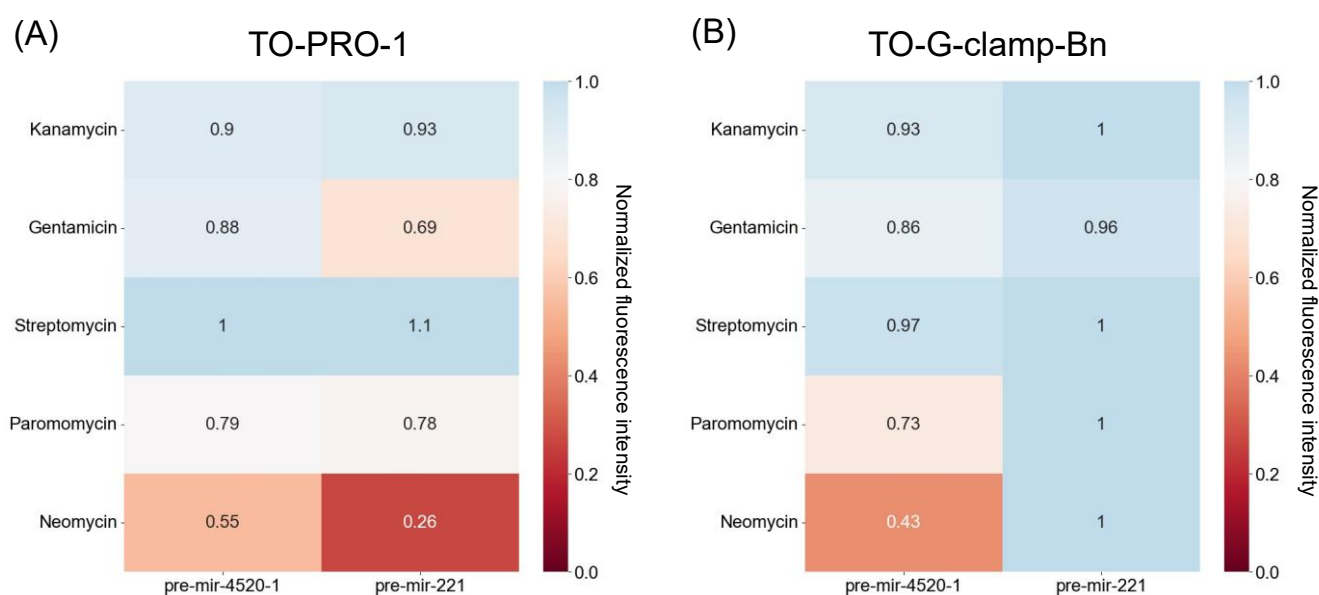 (A)
TO-PRO-1
Kanamycin
0.9
0.93
Gentamicin
0.88
0.69
Streptomycin
1
1.1
Paromomycin
0.79
0.78
Neomycin
0.55
0.26
pre-mir-4520-1
pre-mir-221
1.0
0.8
0.6
0.4
0.2
0.0
Normalized fluorescence intensity
(B)
TO-G-clamp-Bn
Kanamycin
0.93
1
Gentamicin
0.86
0.96
Streptomycin
0.97
1
Paromomycin
0.73
1
Neomycin
0.43
1
pre-mir-4520-1
pre-mir-221
1.0
0.8
0.6
0.4
0.2
0.0
Normalized fluorescence intensity